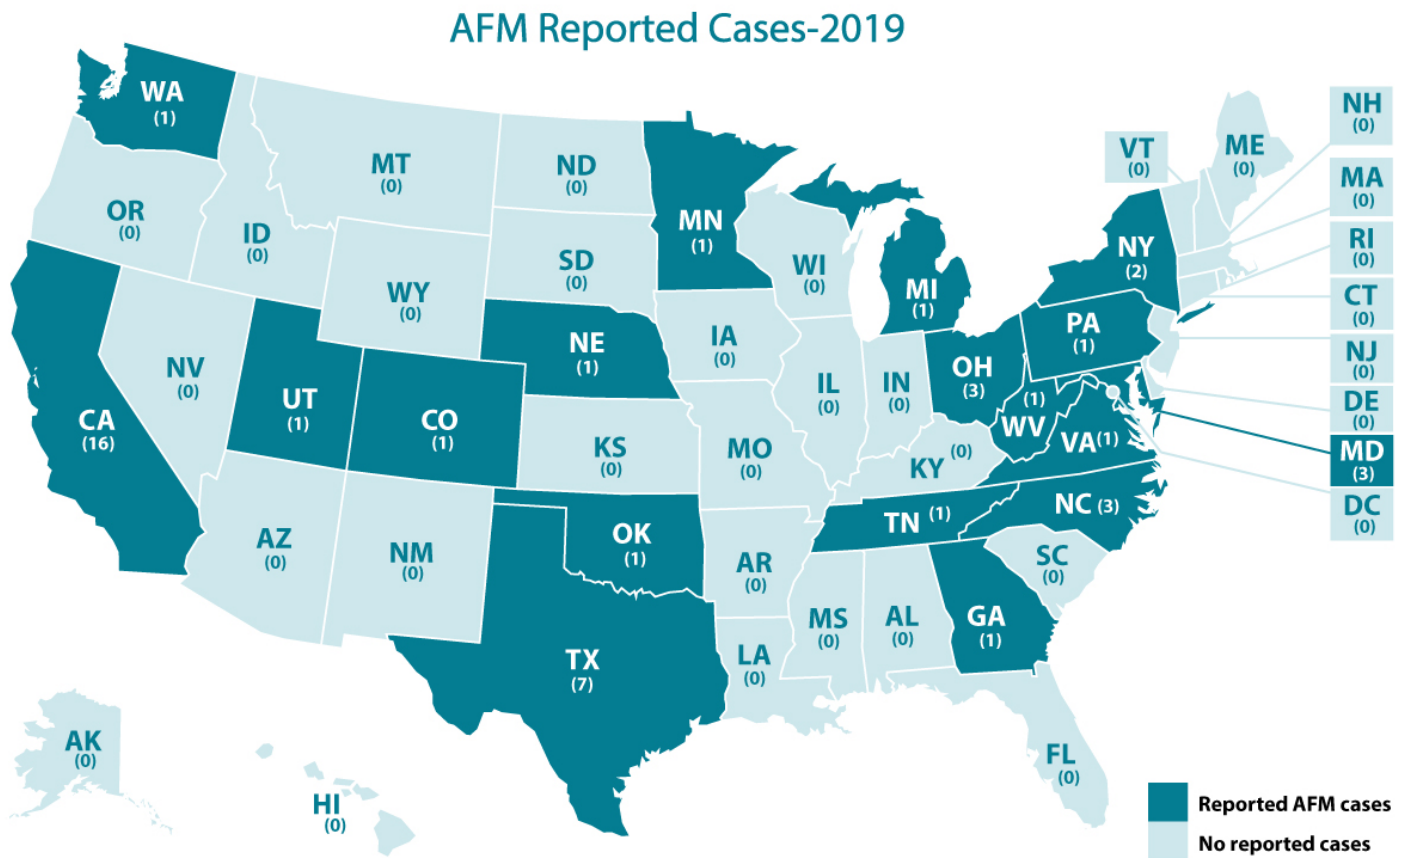 AFM Reported Cases-2019
WA
(1)
OR
(0)
ID
(0)
MT
(0)
ND
(0)
SD
(0)
WY
(0)
MN
(1)
WI
(0)
MI
(1)
NY
(2)
VT
(0)
ME
(0)
NH
(0)
MA
(0)
RI
(0)
CT
(0)
NJ
(0)
DE
(0)
MD
(3)
DC
(0)
CA
(16)
NV
(0)
UT
(1)
CO
(1)
NE
(1)
KS
(0)
IA
(0)
MO
(0)
IL
(0)
IN
(0)
OH
(3)
PA
(1)
(1)
WV
VA(1)
KY (0)
TN (1)
NC (3)
SC
(0)
AZ
(0)
NM
(0)
OK
(1)
TX
(7)
AR
(0)
LA
(0)
MS
(0)
AL
(0)
GA
(1)
FL
(0)
AK
(0)
HI
(0)
Reported AFM cases
No reported cases